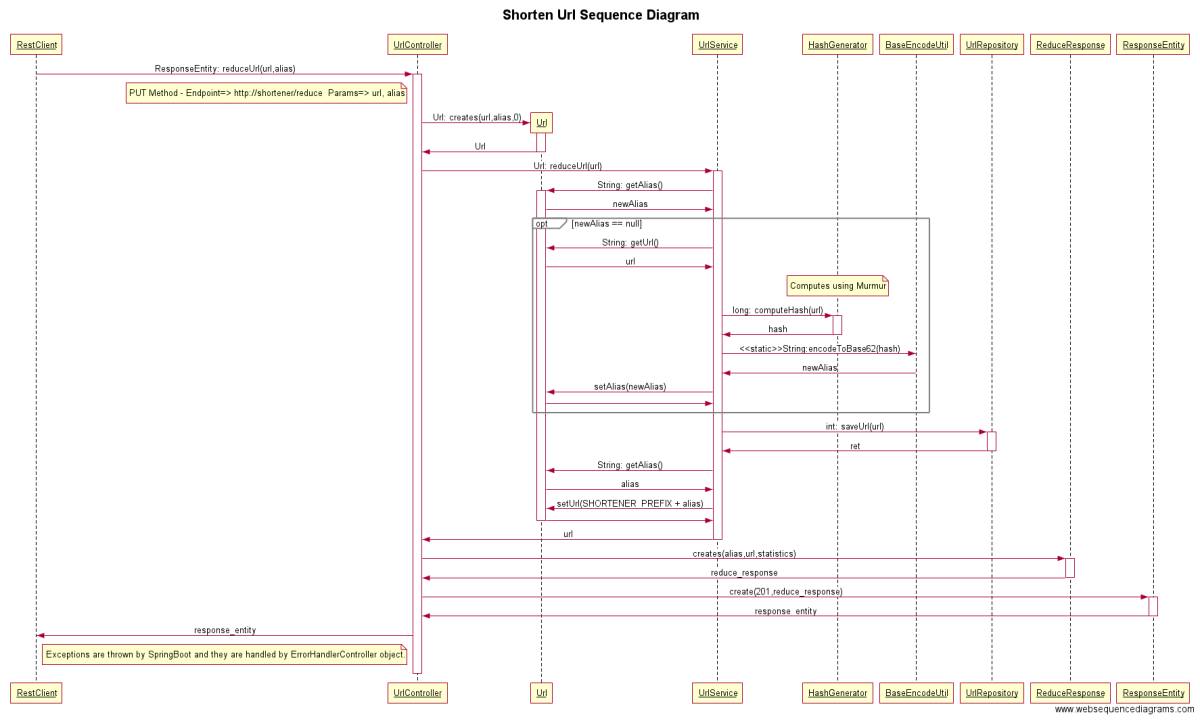 Shorten Url Sequence Diagram
RestClient
UrlController
UrlService
HashGenerator
BaseEncodeUtil
UrlRepository
ReduceResponse
ResponseEntity
ResponseEntity: reduceUrl(url,alias)
PUT Method - Endpoint=> http://shortener/reduce Params=> url, alias
Url: creates(url,alias,0)
Url
Url
Url: reduceUrl(url)
String: getAlias()
newAlias
opt [newAlias == null]
String: getUrl()
url
Computes using Murmur
long: computeHash(url)
hash
<<static>>String:encodeToBase62(hash)
newAlias
setAlias(newAlias)
int: saveUrl(url)
ret
String: getAlias()
alias
setUrl(SHORTENER_PREFIX + alias)
url
creates(alias,url,statistics)
reduce_response
create(201,reduce_response)
response_entity
response_entity
Exceptions are thrown by SpringBoot and they are handled by ErrorHandlerController object.
RestClient
UrlController
Url
UrlService
HashGenerator
BaseEncodeUtil
UrlRepository
ReduceResponse
ResponseEntity
www.websequencediagrams.com